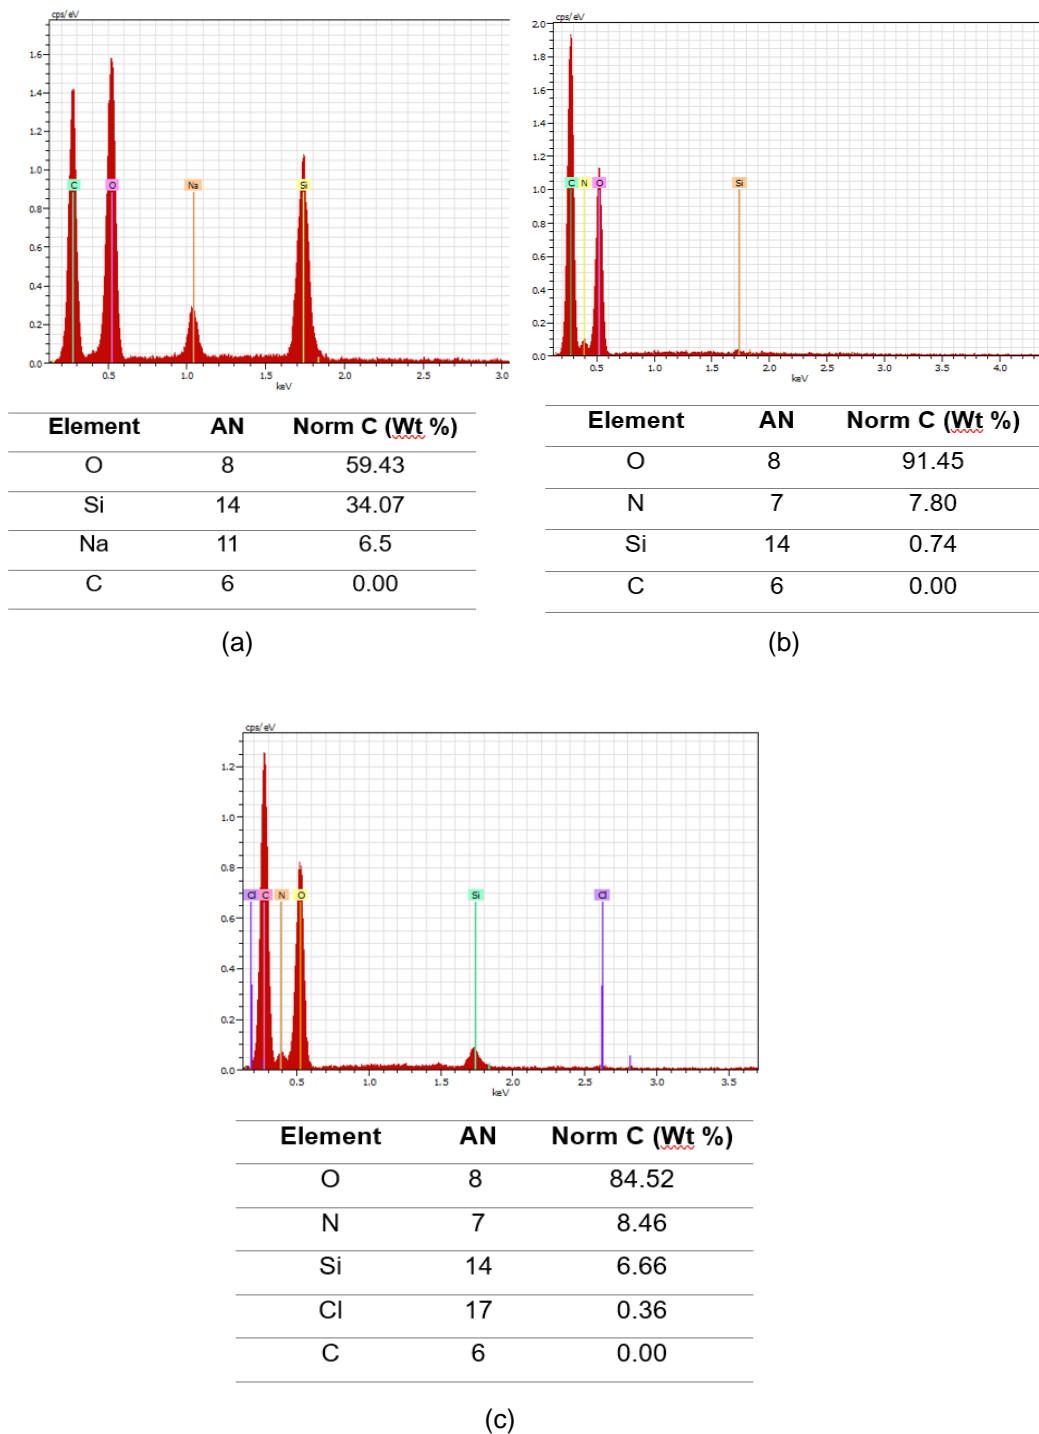 cps/eV
1.6
1.4
1.2
1.0
0.8
0.6
0.4
0.2
0.0
C O Na Si
0.5 1.0 1.5 2.0 2.5 3.0
keV
Element AN Norm C (Wt %)
O 8 59.43
Si 14 34.07
Na 11 6.5
C 6 0.00
(a)
cps/eV
2.0
1.8
1.6
1.4
1.2
1.0
0.8
0.6
0.4
0.2
0.0
C N O Si
0.5 1.0 1.5 2.0 2.5 3.0 3.5 4.0
keV
Element AN Norm C (Wt %)
O 8 91.45
N 7 7.80
Si 14 0.74
C 6 0.00
(b)
cps/eV
1.2
1.0
0.8
0.6
0.4
0.2
0.0
Cl C N O Si Cl
0.5 1.0 1.5 2.0 2.5 3.0 3.5
keV
Element AN Norm C (Wt %)
O 8 84.52
N 7 8.46
Si 14 6.66
Cl 17 0.36
C 6 0.00
(c)